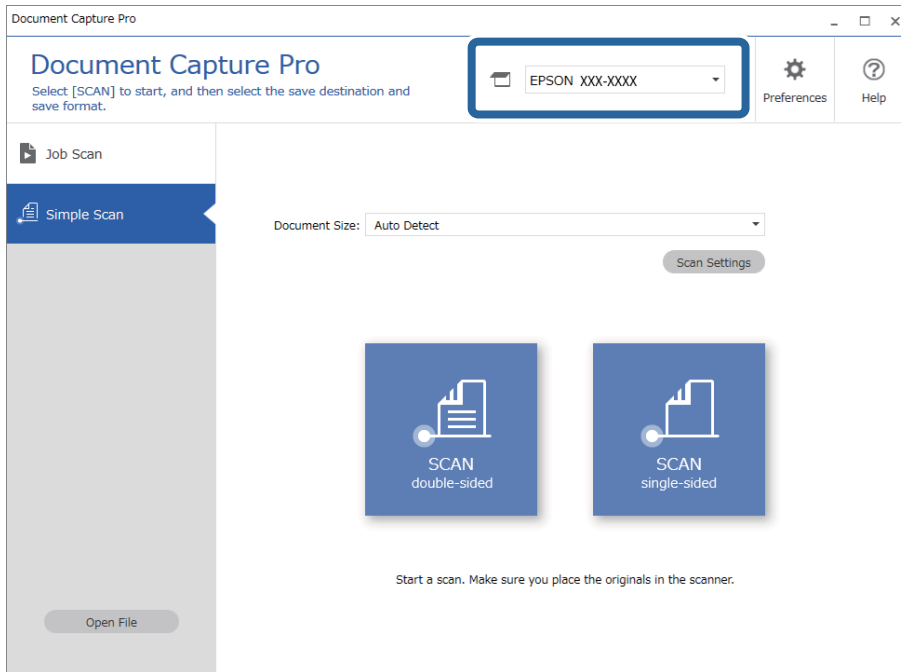 Document Capture Pro
Document Capture Pro
Select [SCAN] to start, and then select the save destination and
save format.
EPSON XXX-XXXX
Preferences
Help
Job Scan
Simple Scan
Document Size: Auto Detect
Scan Settings
SCAN
double-sided
SCAN
single-sided
Start a scan. Make sure you place the originals in the scanner.
Open File